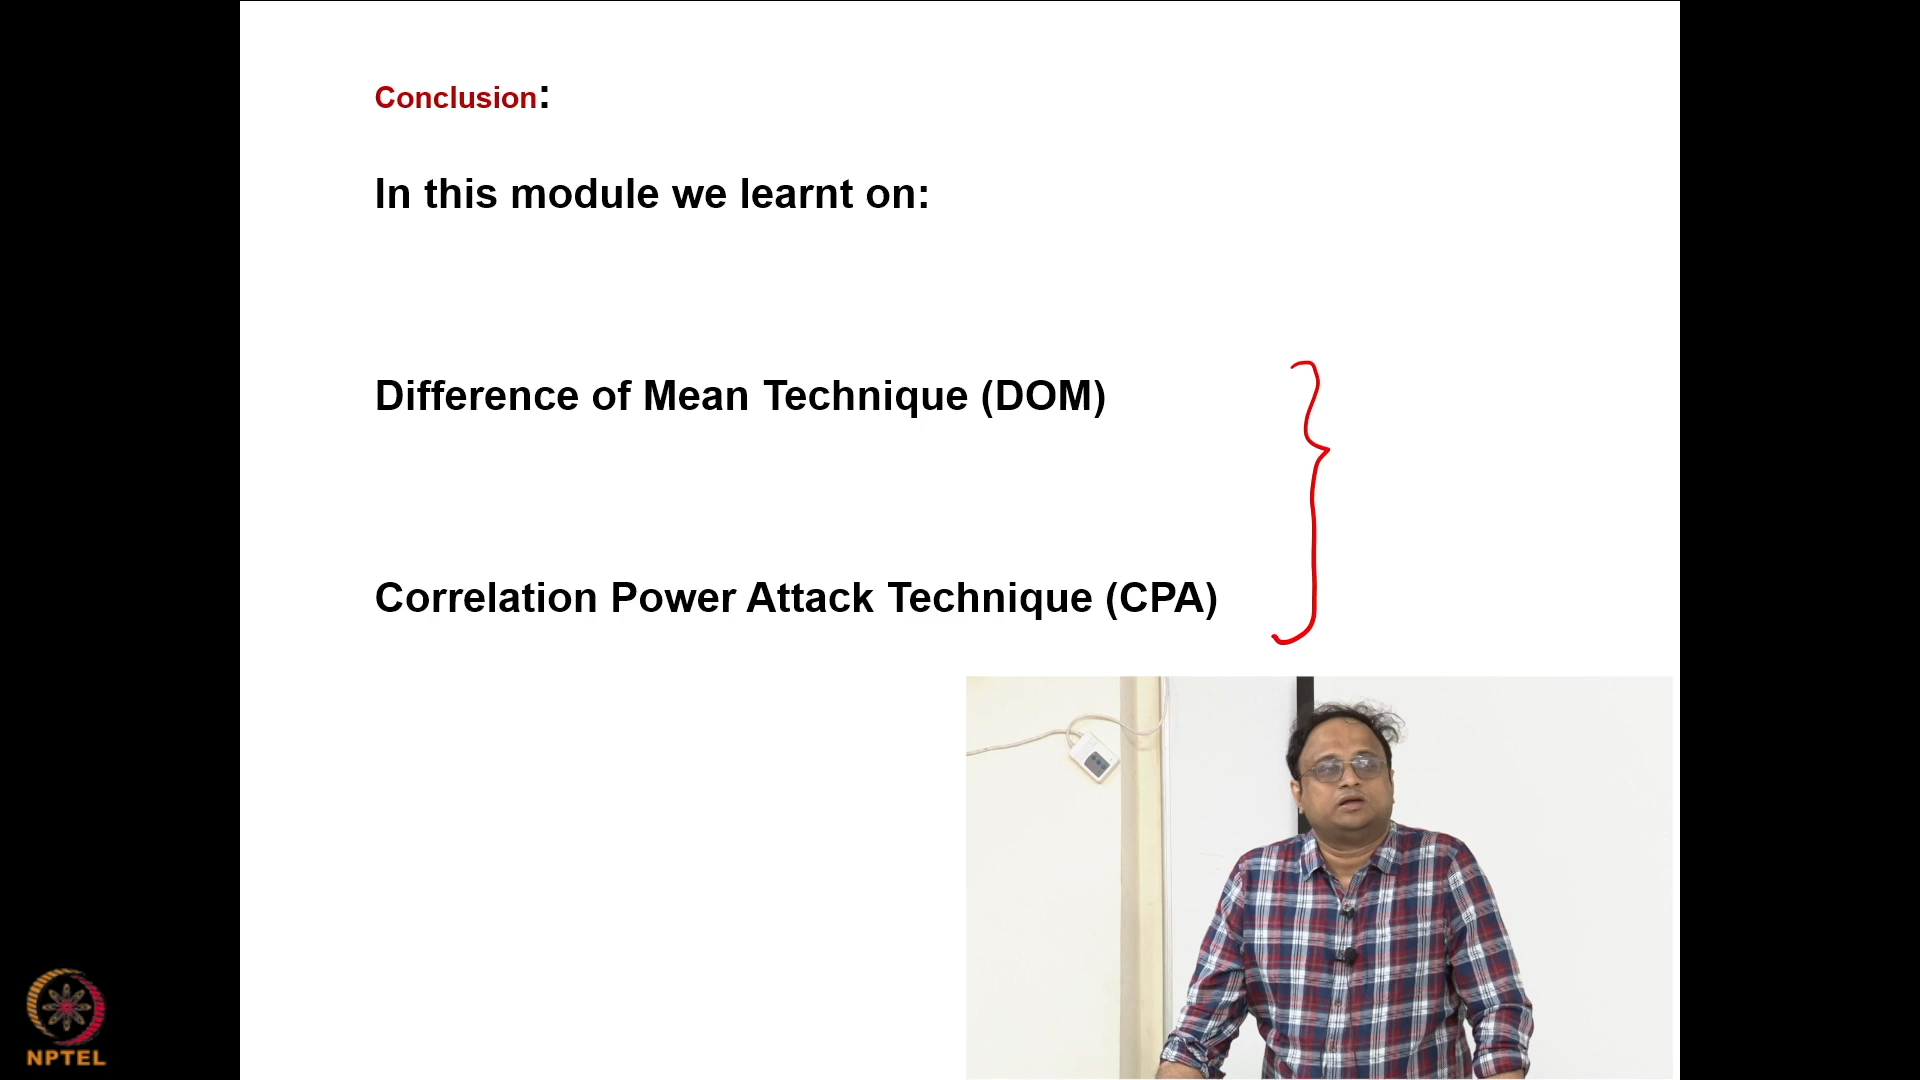 Conclusion:
In this module we learnt on:
Difference of Mean Technique (DOM)
Correlation Power Attack Technique (CPA)
NPTEL